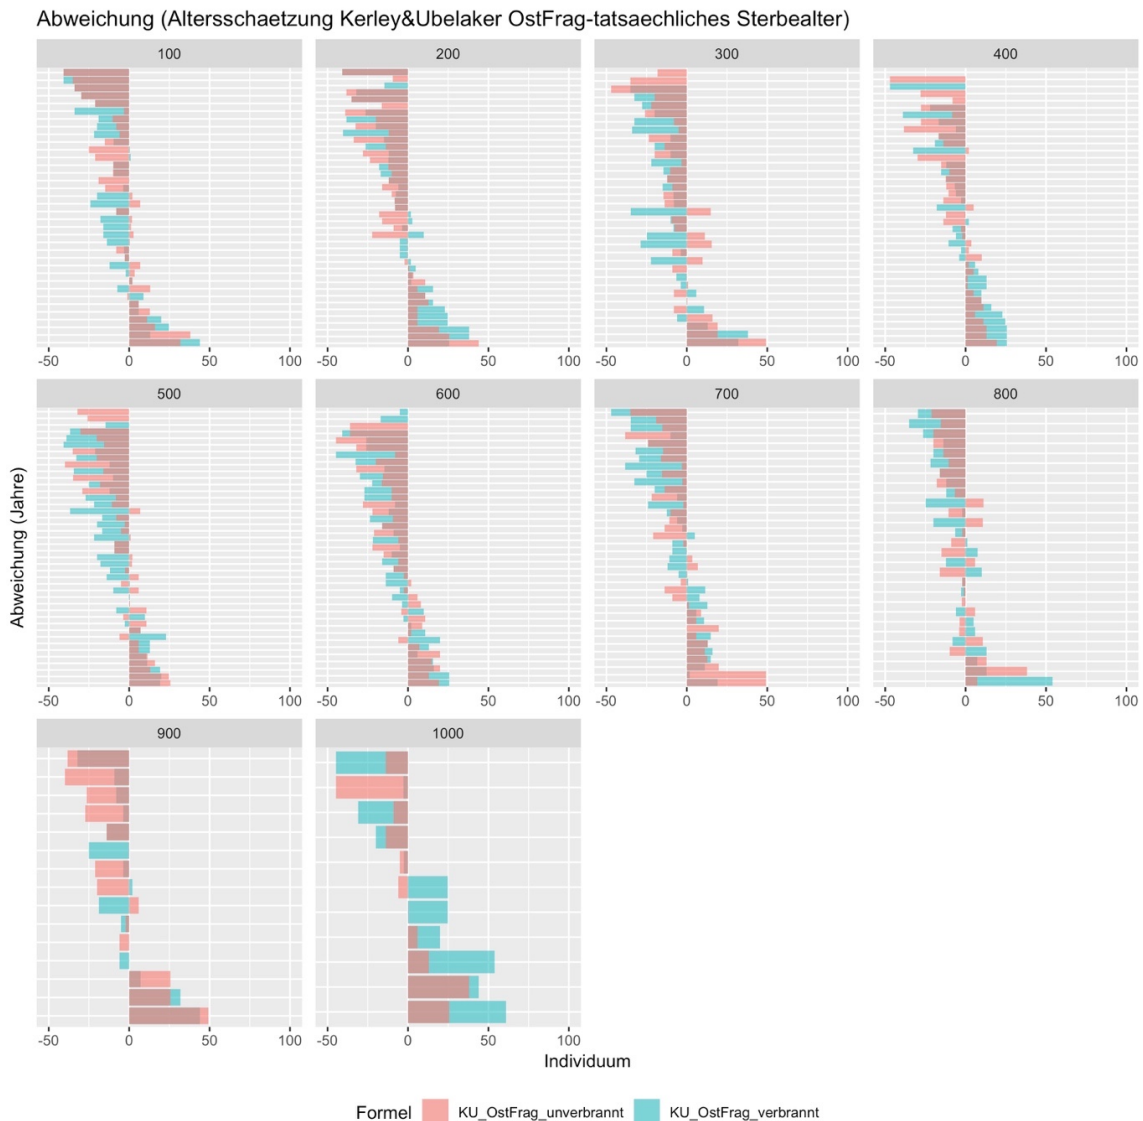 Abweichung (Altersschaetzung Kerley&Ubelaker OstFrag-tatsaechliches Sterbealter)
100 200 300 400
-50 0 50 100 -50 0 50 100 -50 0 50 100 -50 0 50 100
500 600 700 800
Abweichung (Jahre)
-50 0 50 100 -50 0 50 100 -50 0 50 100 -50 0 50 100
900 1000
-50 0 50 100 -50 0 50 100
Individuum
Formel KU_OstFrag_unverbrannt KU_OstFrag_verbrannt